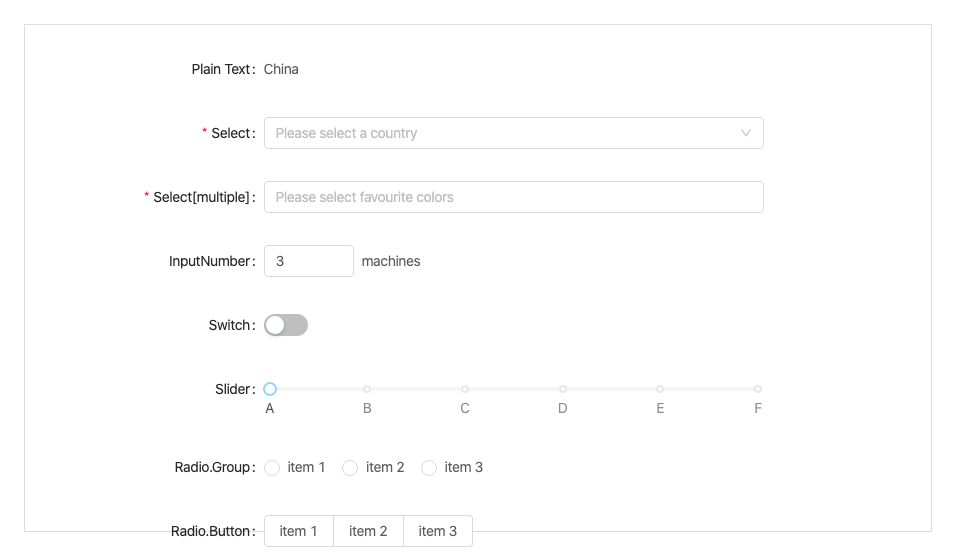 Plain Text: China
* Select: Please select a country
* Select[multiple]: Please select favourite colors
InputNumber: 3 machines
Switch:
Slider:
A B C D E F
Radio.Group: item 1 item 2 item 3
Radio.Button: item 1 item 2 item 3